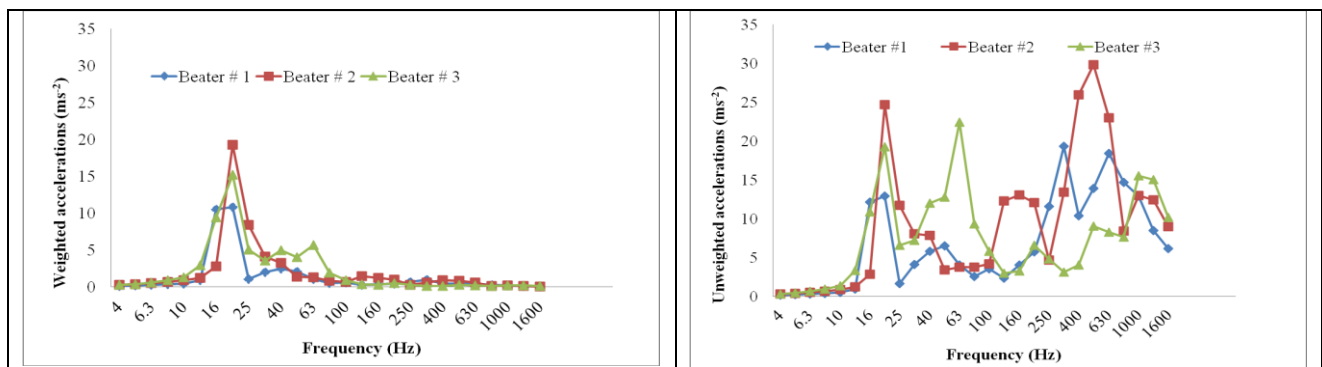 35
30
25
20
15
10
5
0
Weighted accelerations (ms-2)
Beater # 1 Beater # 2 Beater # 3
4 6.3 10 16 25 40 63 100 160 250 400 630 1000 1600
Frequency (Hz)
35
30
25
20
15
10
5
0
Unweighted accelerations (ms-2)
Beater #1 Beater #2 Beater #3
4 6.3 10 16 25 40 63 100 160 250 400 630 1000 1600
Frequency (Hz)